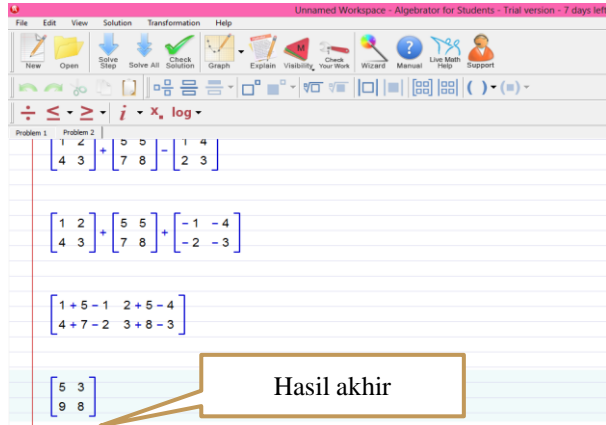 Unnamed Workspace - Algebrator for Students - Trial version - 7 days left
File Edit View Solution Transformation Help
New Open Solve Step Solve All Check Solution Graph Explain Visibility Check Your Work Wizard Manual Live Math Help Support
÷ ≤ ≥ i x log
Problem 1 Problem 2
[1 2] + [5 5] - [1 4]
[4 3] [7 8] [2 3]
[1 2] + [5 5] + [-1 -4]
[4 3] [7 8] [-2 -3]
[1+5-1 2+5-4]
[4+7-2 3+8-3]
[5 3]
[9 8]
Hasil akhir